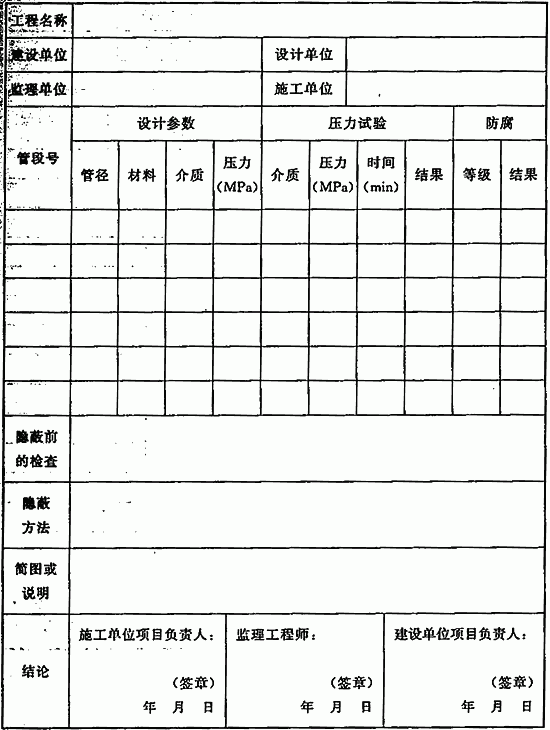 工程名称
建设单位 设计单位
监理单位 施工单位
管段号 设计参数 压力试验 防腐
管径 材料 介质 压力(MPa) 介质 压力(MPa) 时间(min) 结果 等级 结果
隐蔽前
的检查
隐蔽
方法
简图或
说明
结论
施工单位项目负责人： 监理工程师： 建设单位项目负责人：
(签章) (签章) (签章)
年 月 日 年 月 日 年 月 日